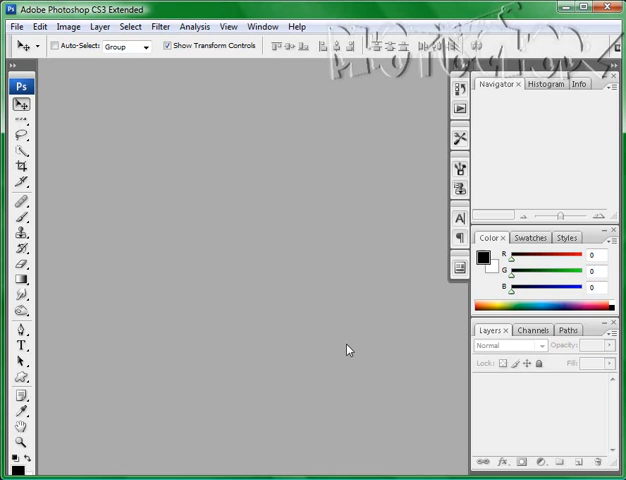 Adobe Photoshop CS3 Extended
File Edit Image Layer Select Filter Analysis View Window Help
Auto-Select: Group Show Transform Controls
Ps
Navigator Histogram Info
Color Swatches Styles
R 0
G 0
B 0
Layers Channels Paths
Normal Opacity:
Lock: Fill: